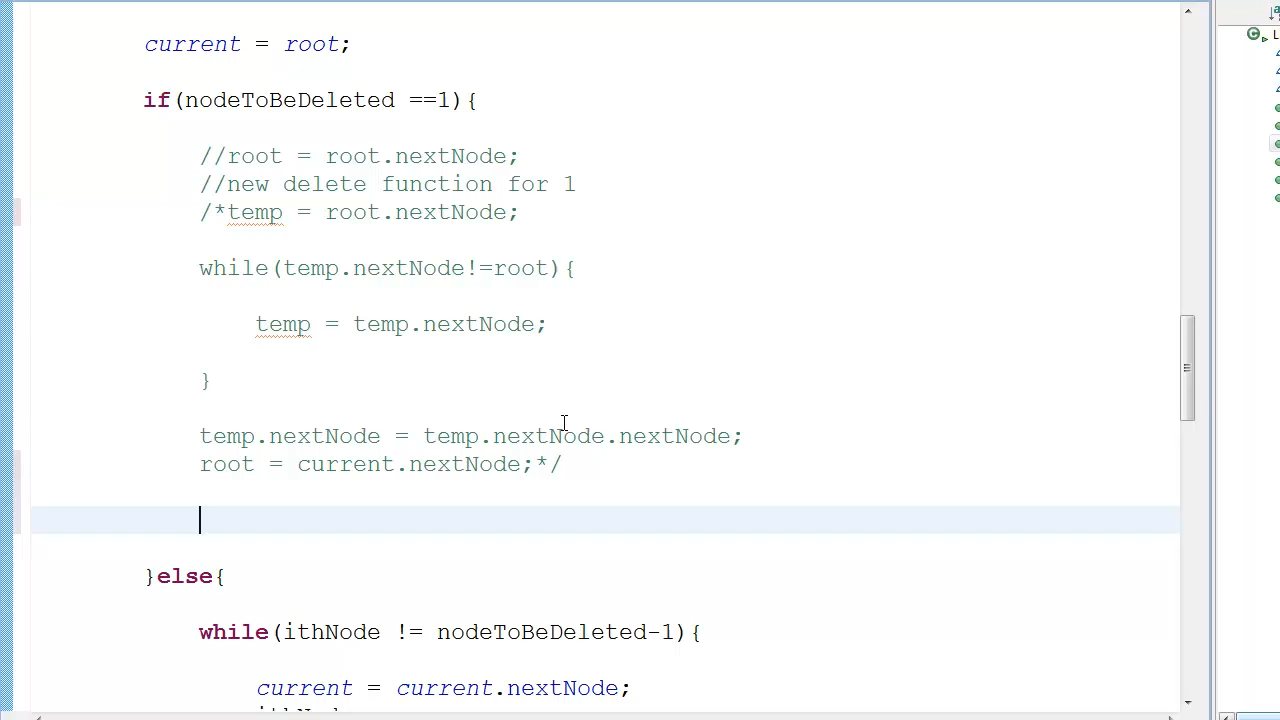 current = root;
if(nodeToBeDeleted ==1){
//root = root.nextNode;
//new delete function for 1
/*temp = root.nextNode;
while(temp.nextNode!=root){
temp = temp.nextNode;
}
temp.nextNode = temp.nextNode.nextNode;
root = current.nextNode;*/
}else{
while(ithNode != nodeToBeDeleted-1){
current = current.nextNode;